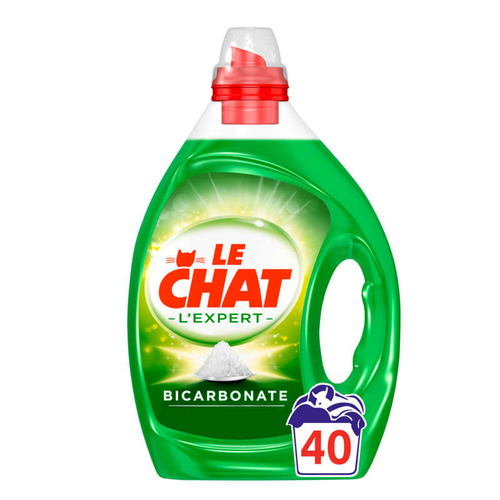 LE
CHAT
L'EXPERT
BICARBONATE
40